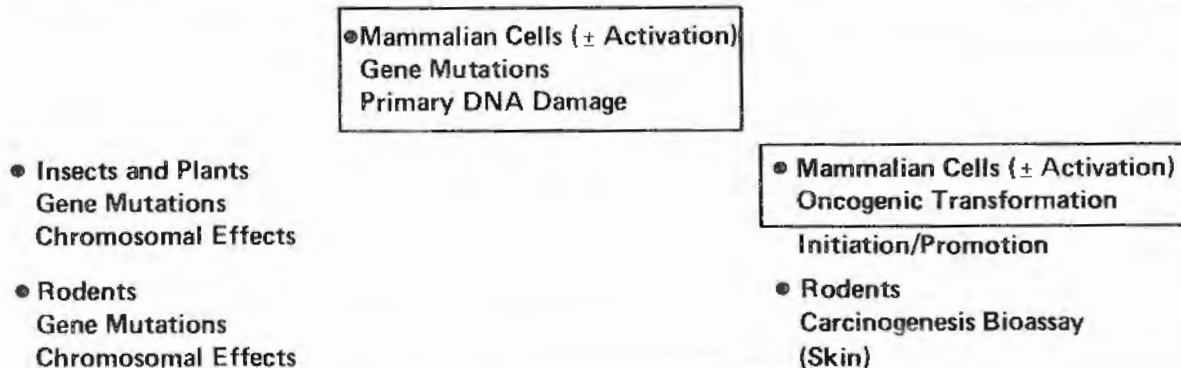 • Mammalian Cells (± Activation)
Gene Mutations
Primary DNA Damage
• Insects and Plants
Gene Mutations
Chromosomal Effects
• Rodents
Gene Mutations
Chromosomal Effects
• Mammalian Cells (± Activation)
Oncogenic Transformation
Initiation/Promotion
• Rodents
Carcinogenesis Bioassay
(Skin)